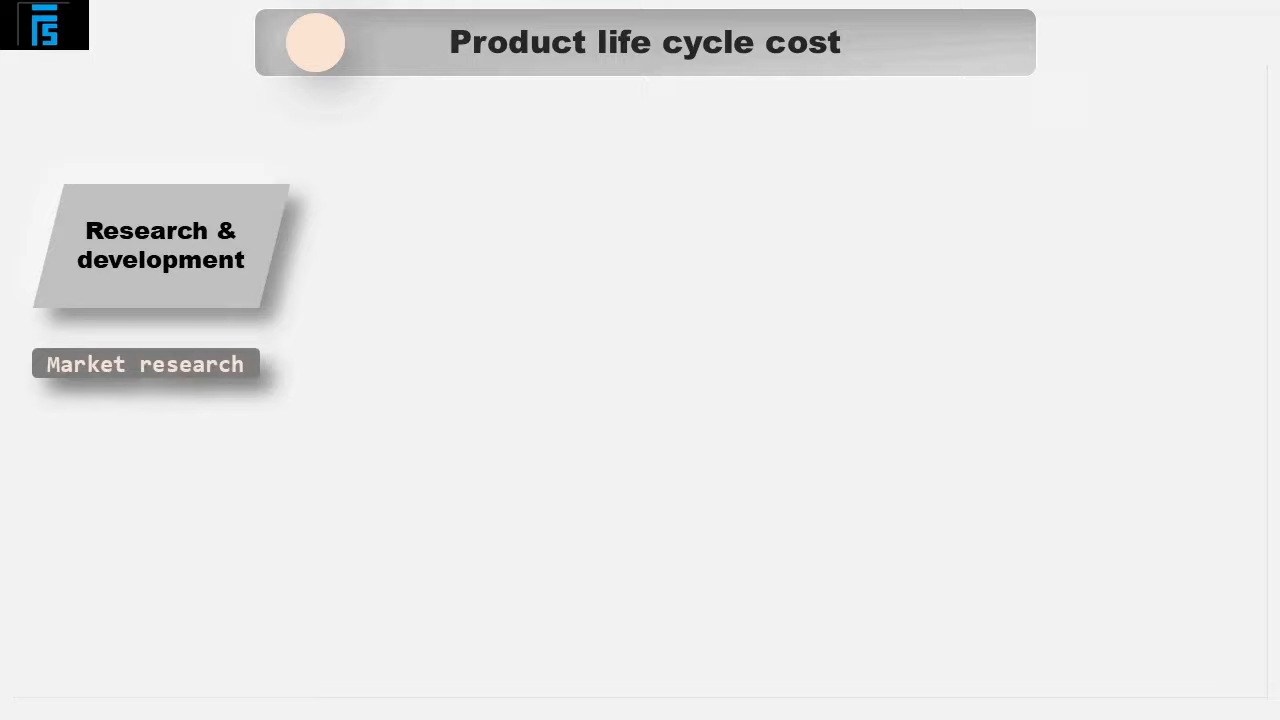 Product life cycle cost
Research &
development
Market research